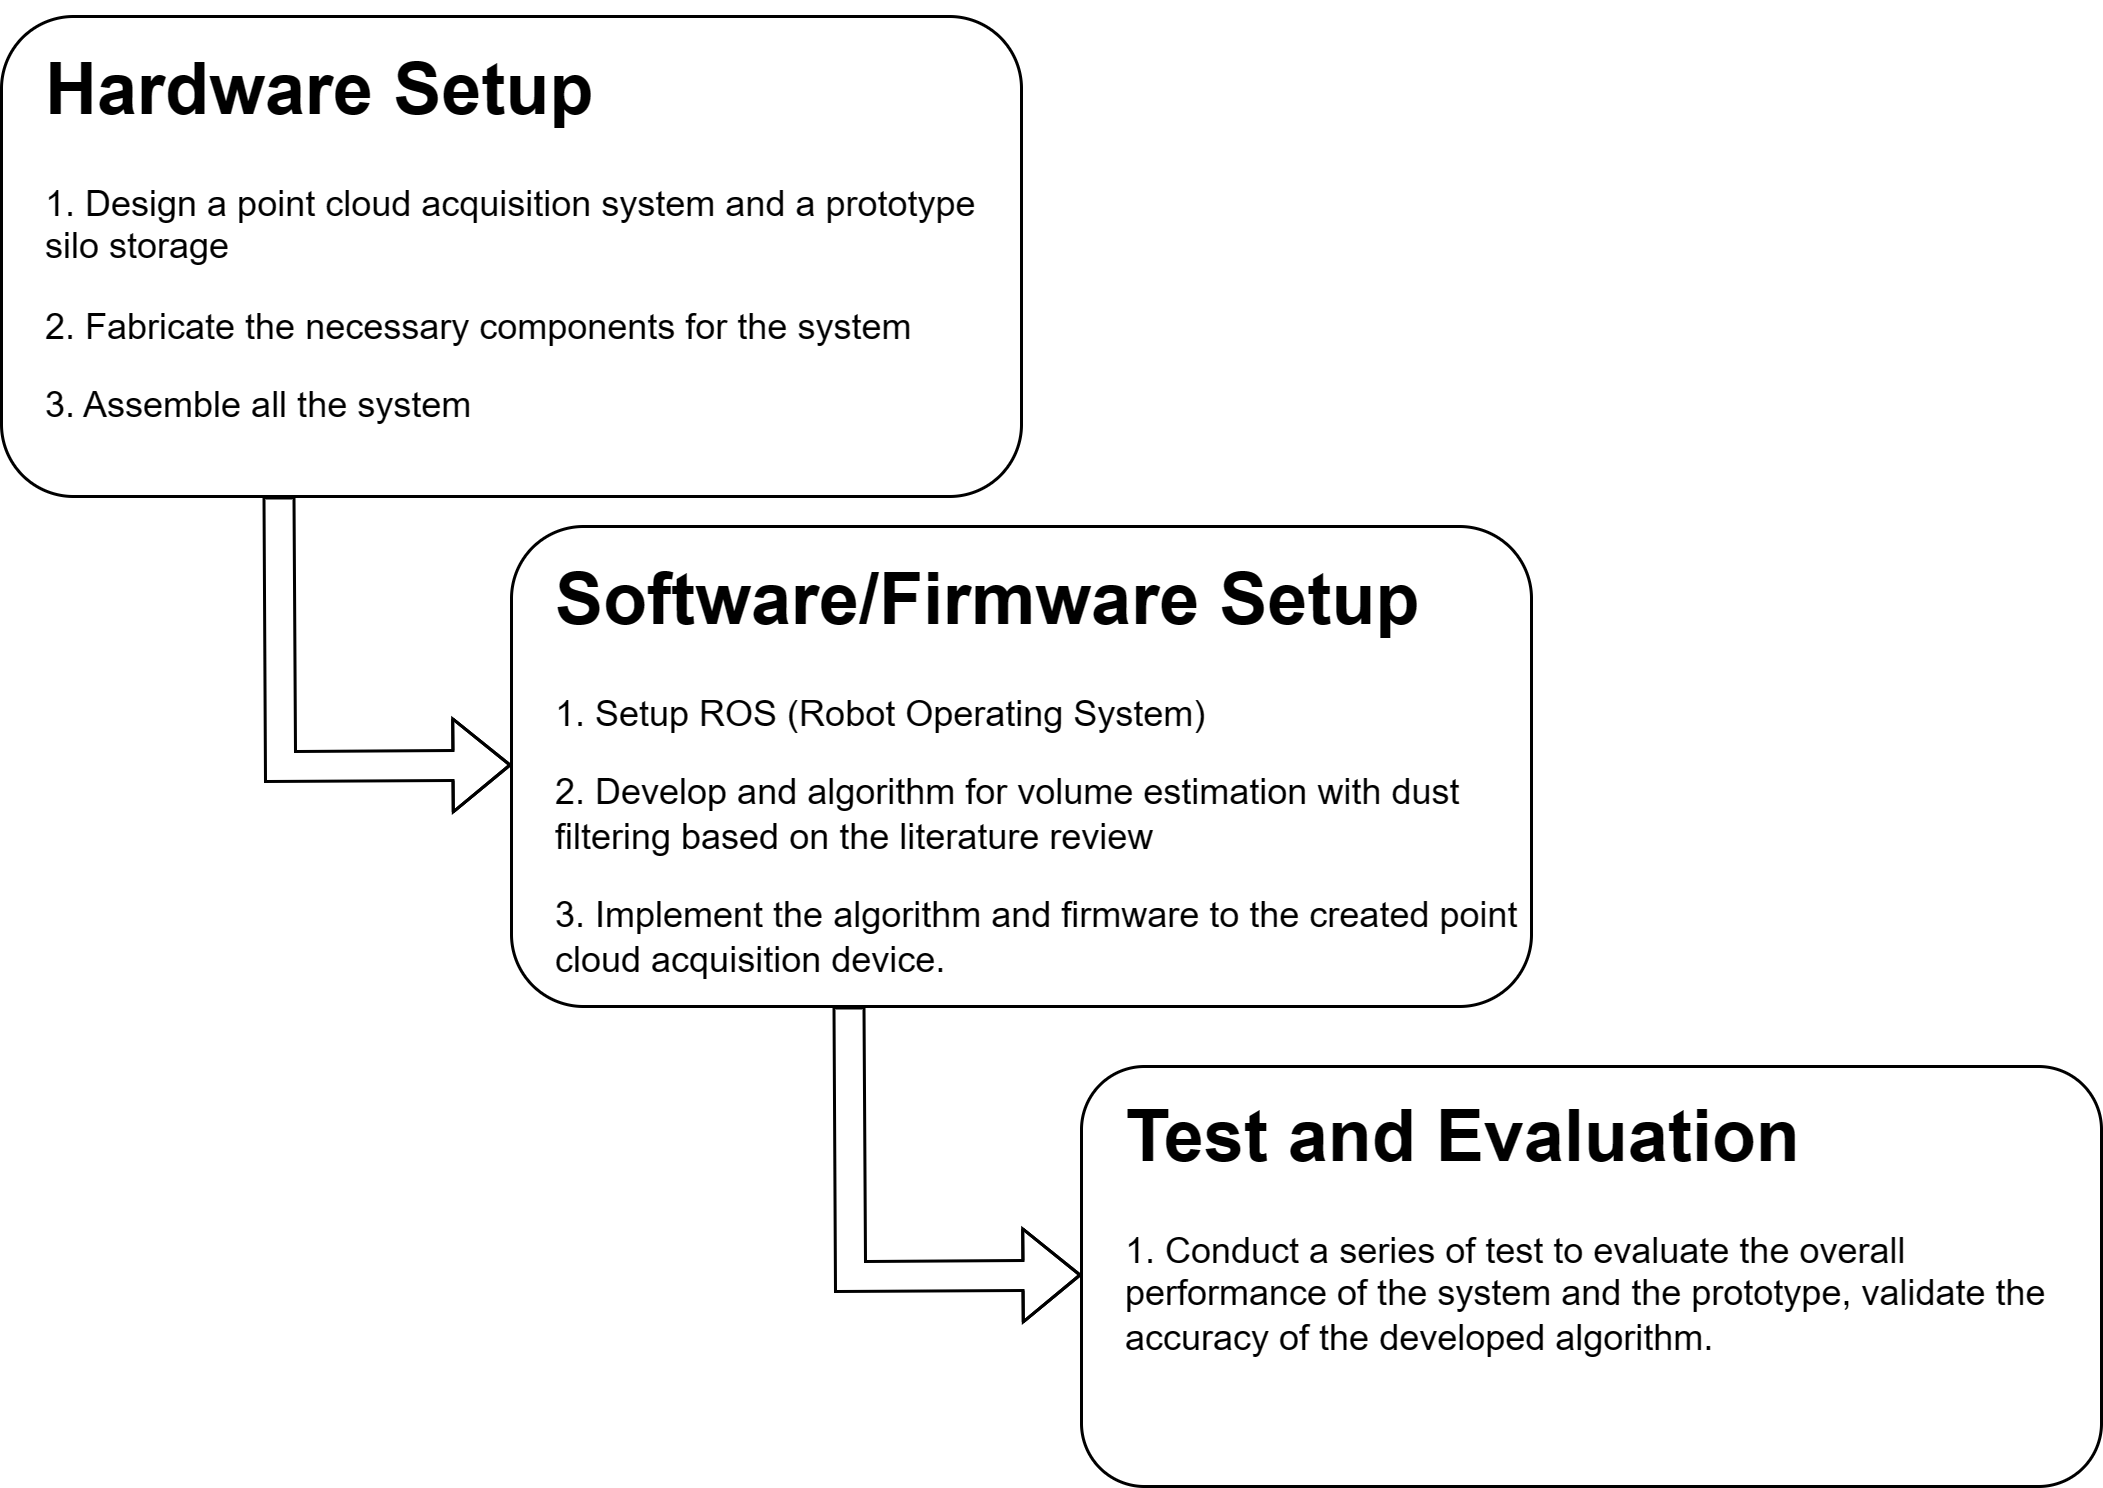 Hardware Setup
1. Design a point cloud acquisition system and a prototype
silo storage
2. Fabricate the necessary components for the system
3. Assemble all the system
Software/Firmware Setup
1. Setup ROS (Robot Operating System)
2. Develop and algorithm for volume estimation with dust
filtering based on the literature review
3. Implement the algorithm and firmware to the created point
cloud acquisition device.
Test and Evaluation
1. Conduct a series of test to evaluate the overall
performance of the system and the prototype, validate the
accuracy of the developed algorithm.